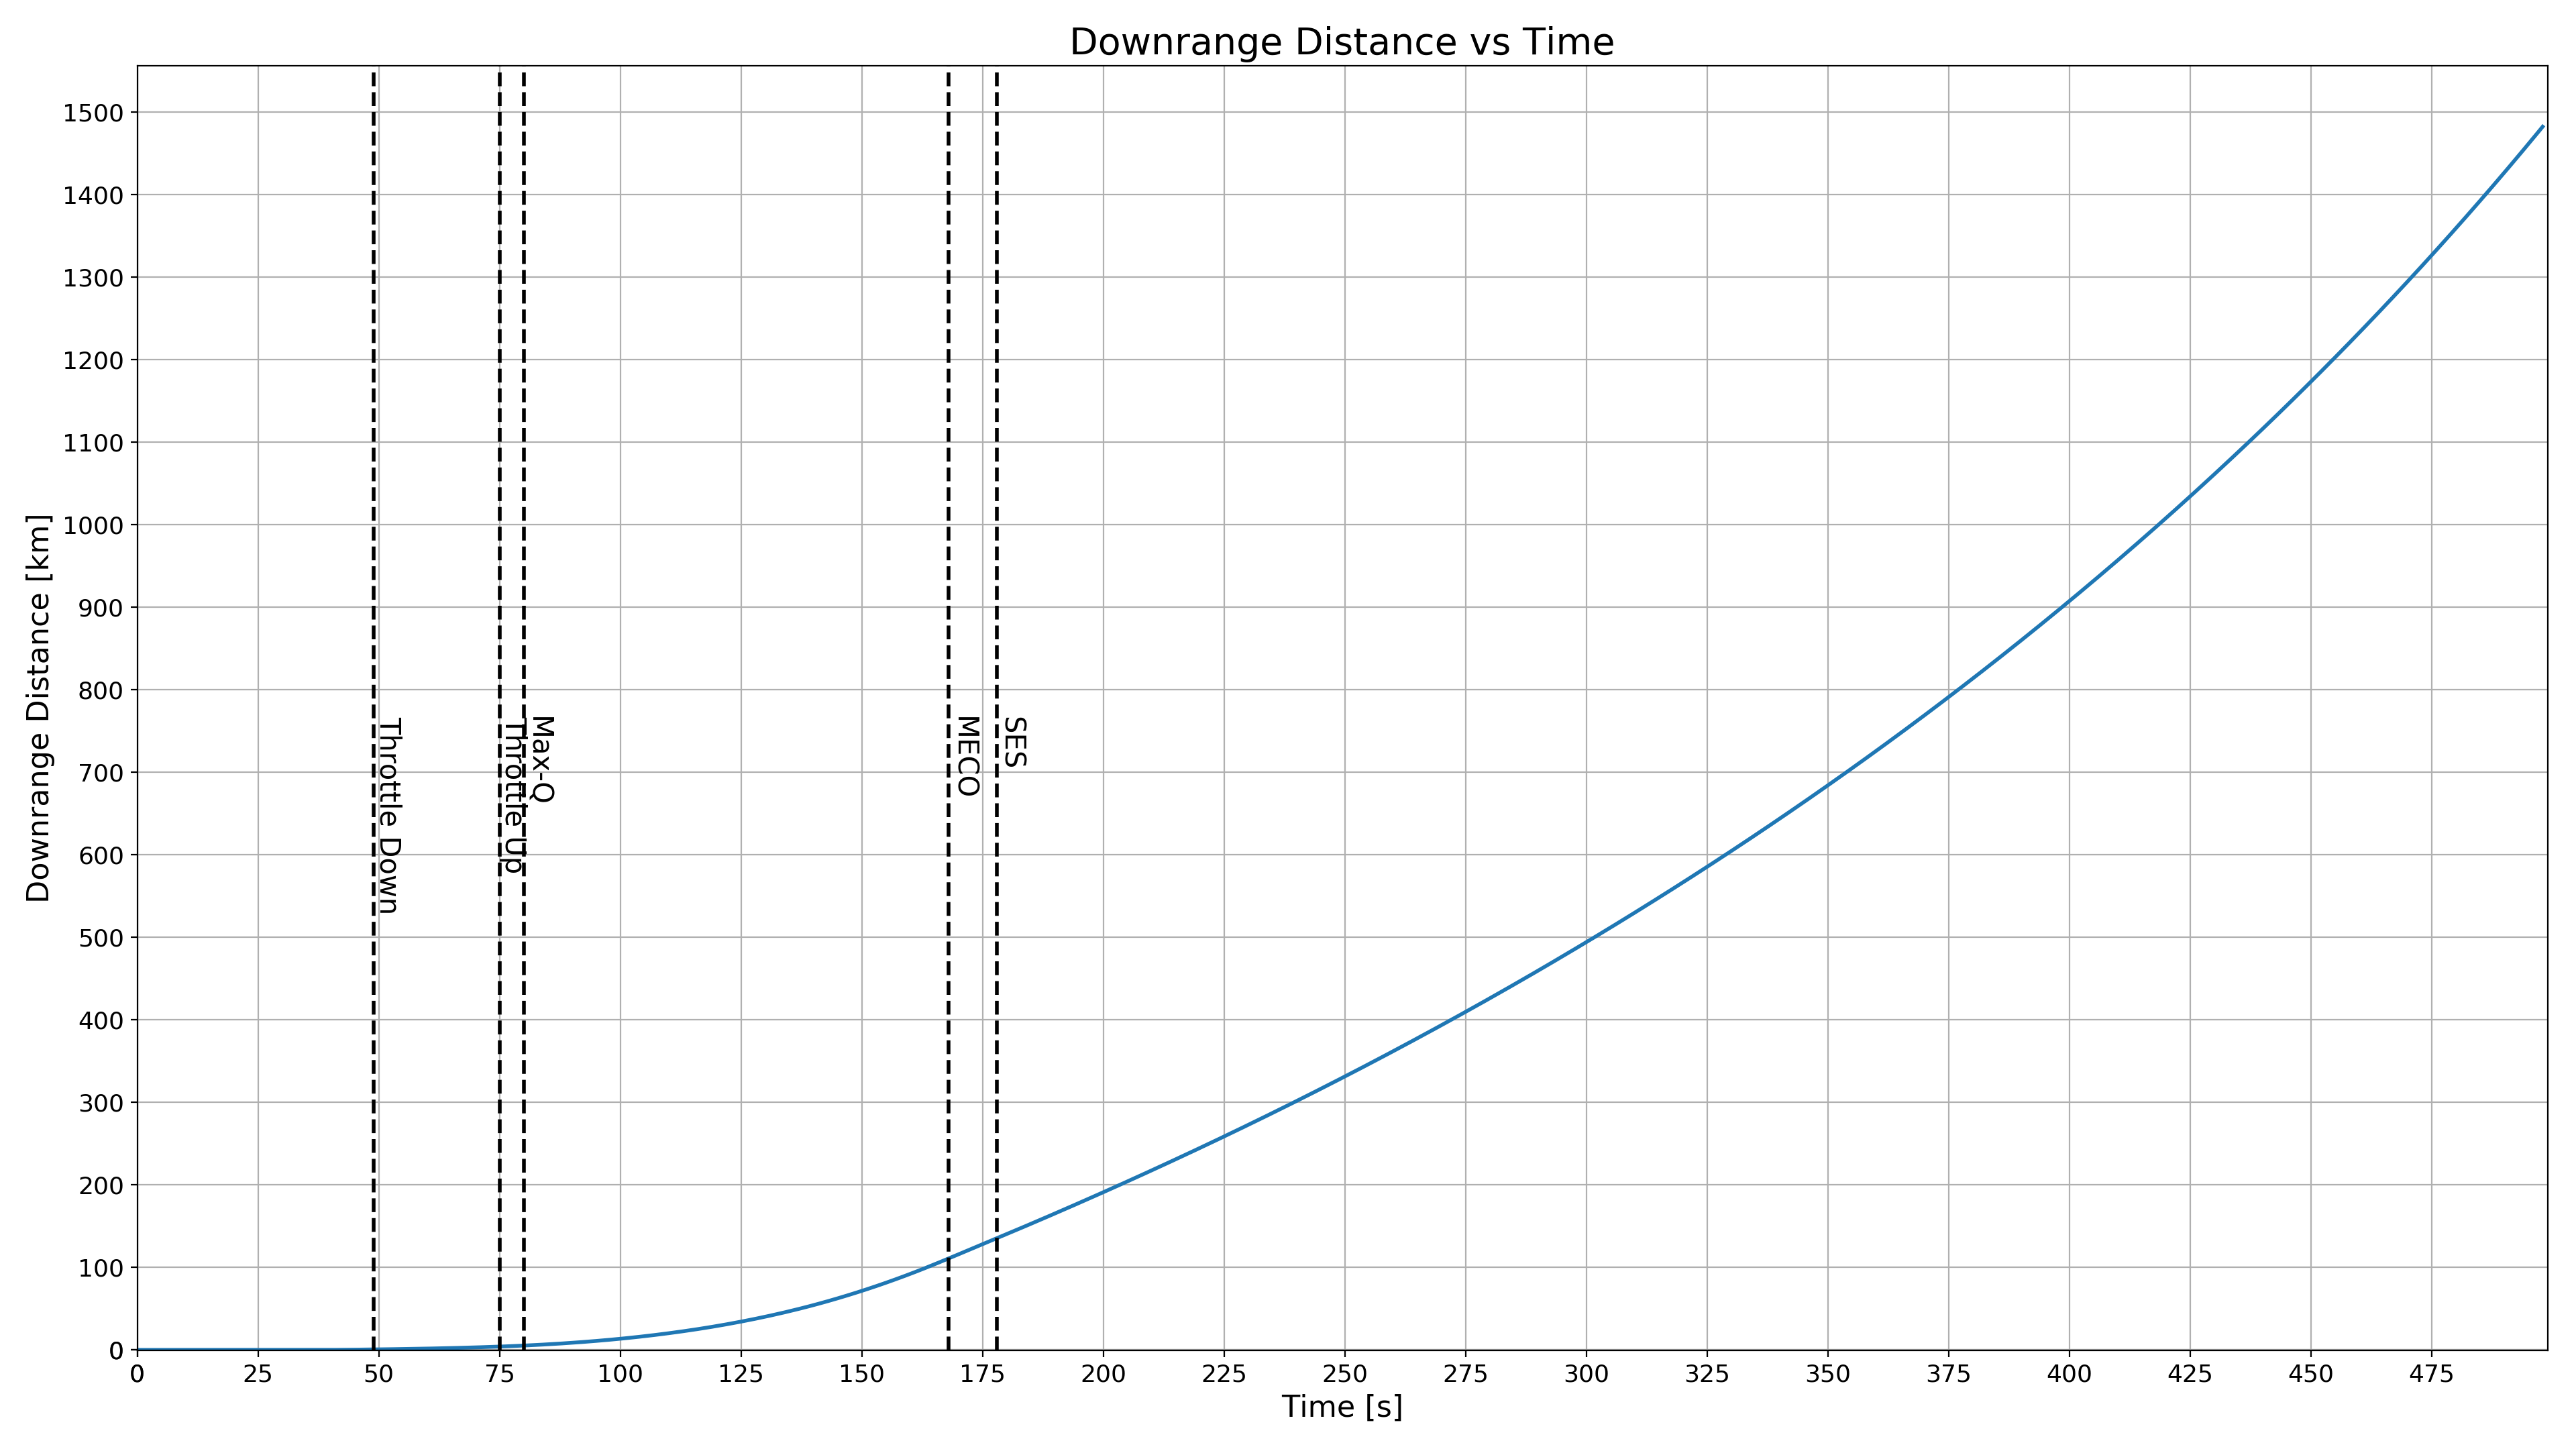 Downrange Distance vs Time
Downrange Distance [km]
1500
1400
1300
1200
1100
1000
900
800
700
600
500
400
300
200
100
0
Throttle Down
Throttle Up
Max-Q
MECO
SES
0 25 50 75 100 125 150 175 200 225 250 275 300 325 350 375 400 425 450 475
Time [s]